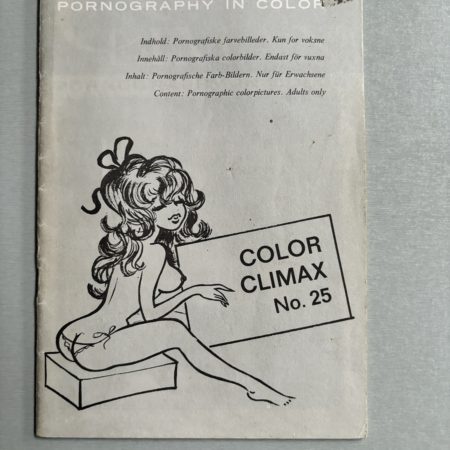 PORNOGRAPHY IN COLOR
Indhold: Pornografiske farvebilleder. Kun for voksne
Innehåll: Pornografiska colorbilder. Endast för vuxna
Inhalt: Pornografische Farb-Bildern. Nur für Erwachsene
Content: Pornographic colorpictures. Adults only
COLOR
CLIMAX
No. 25